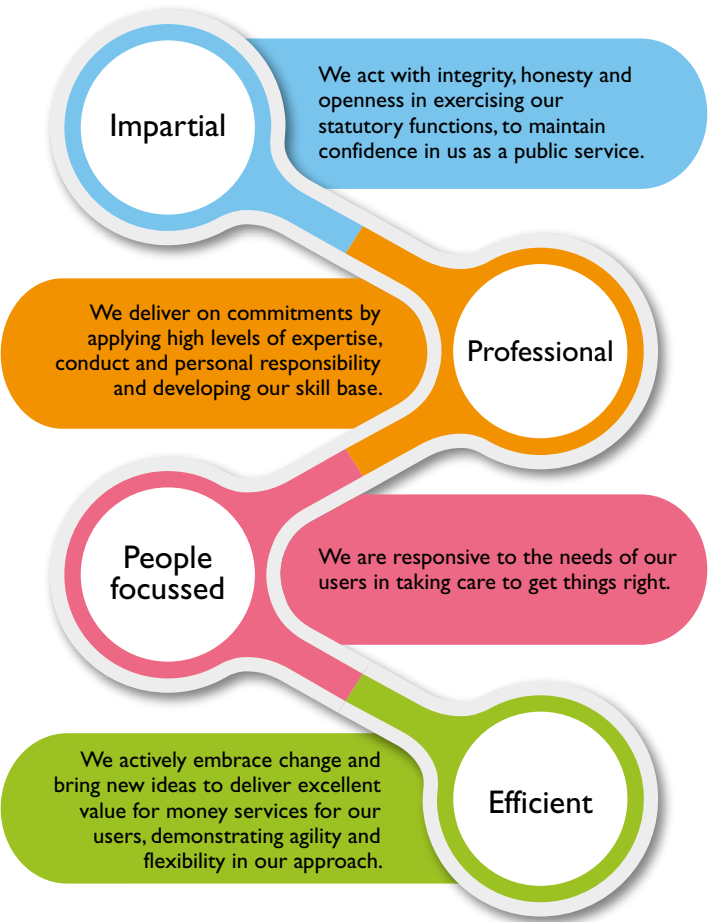 Impartial
We act with integrity, honesty and
openness in exercising our
statutory functions, to maintain
confidence in us as a public service.
We deliver on commitments by
applying high levels of expertise,
conduct and personal responsibility
and developing our skill base.
Professional
People
focussed
We are responsive to the needs of our
users in taking care to get things right.
We actively embrace change and
bring new ideas to deliver excellent
value for money services for our
users, demonstrating agility and
flexibility in our approach.
Efficient